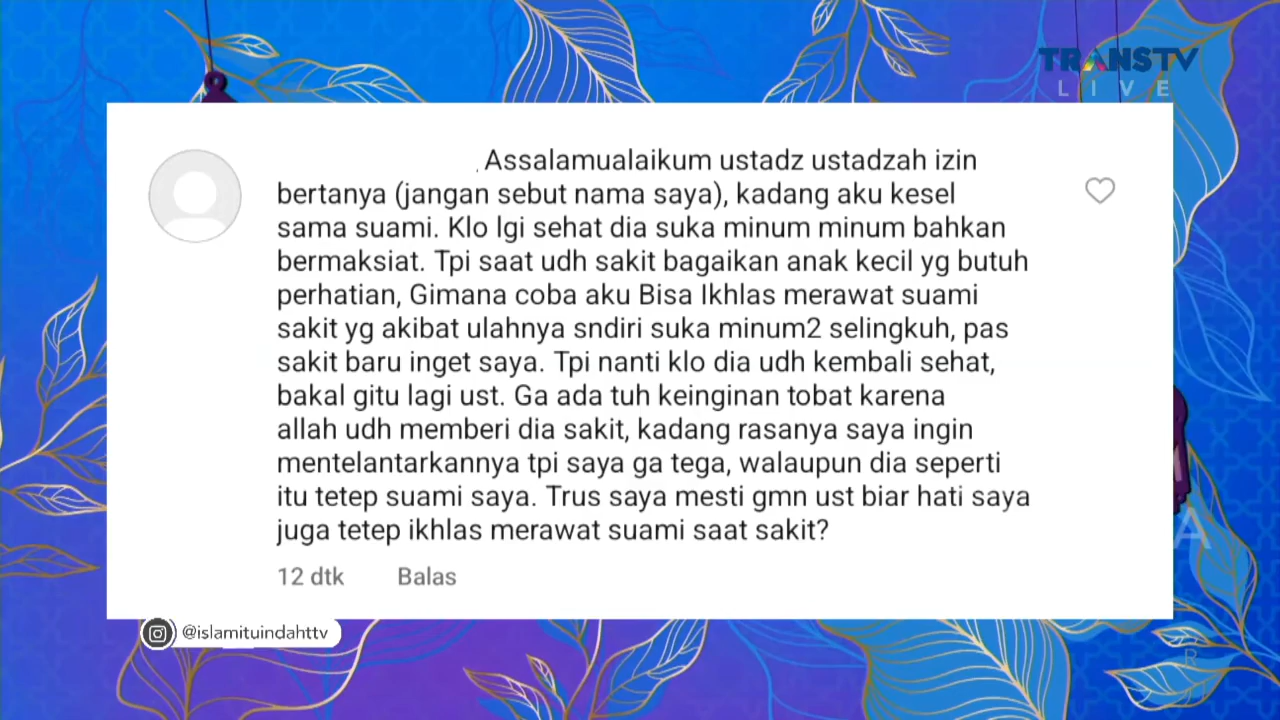 TRANSTV
LIVE
Assalamualaikum ustadz ustadzah izin
bertanya (jangan sebut nama saya), kadang aku kesel
sama suami. Klo lgi sehat dia suka minum minum bahkan
bermaksiat. Tpi saat udh sakit bagaikan anak kecil yg butuh
perhatian, Gimana coba aku Bisa Ikhlas merawat suami
sakit yg akibat ulahnya sndiri suka minum2 selingkuh, pas
sakit baru inget saya. Tpi nanti klo dia udh kembali sehat,
bakal gitu lagi ust. Ga ada tuh keinginan tobat karena
allah udh memberi dia sakit, kadang rasanya saya ingin
mentelantarkannya tpi saya ga tega, walaupun dia seperti
itu tetep suami saya. Trus saya mesti gmn ust biar hati saya
juga tetep ikhlas merawat suami saat sakit?
12 dtk Balas
@islamituindahttv
A
R